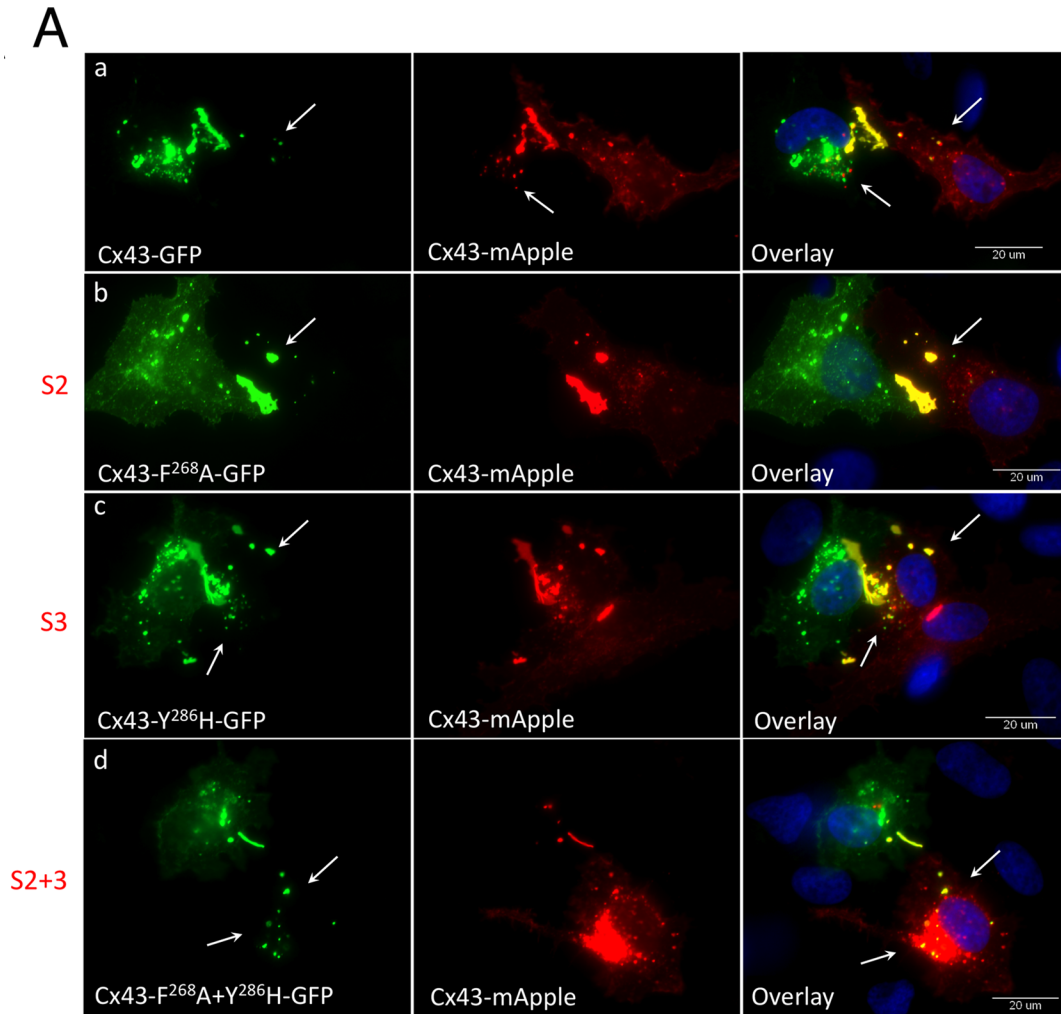 A
a
Cx43-GFP
Cx43-mApple
Overlay
20 um
S2
b
Cx43-F²⁶⁸A-GFP
Cx43-mApple
Overlay
20 um
S3
c
Cx43-Y²⁸⁶H-GFP
Cx43-mApple
Overlay
20 um
S2+3
d
Cx43-F²⁶⁸A+Y²⁸⁶H-GFP
Cx43-mApple
Overlay
20 um